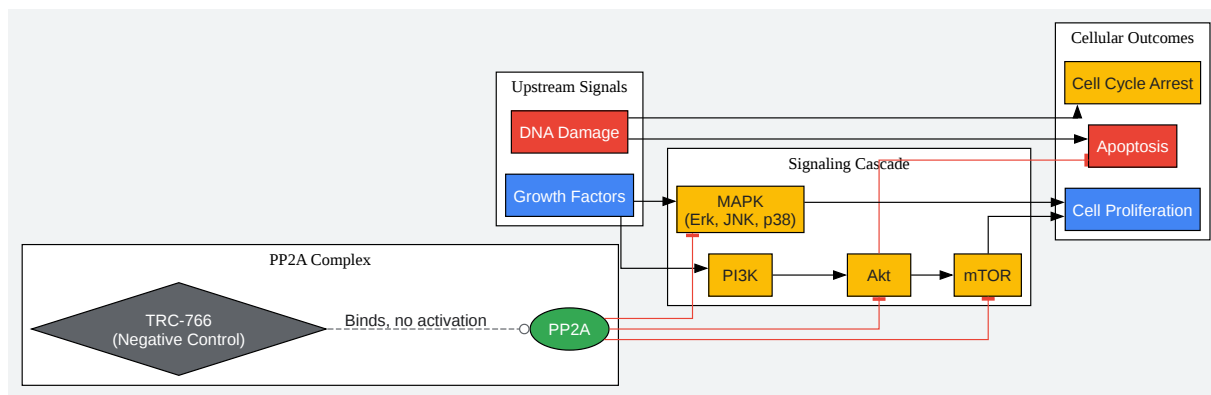 Cellular Outcomes
Cell Cycle Arrest
Upstream Signals
DNA Damage
Apoptosis
Signaling Cascade
Growth Factors
MAPK
(Erk, JNK, p38)
Cell Proliferation
PP2A Complex
PI3K
Akt
mTOR
TRC-766
(Negative Control)
Binds, no activation
PP2A